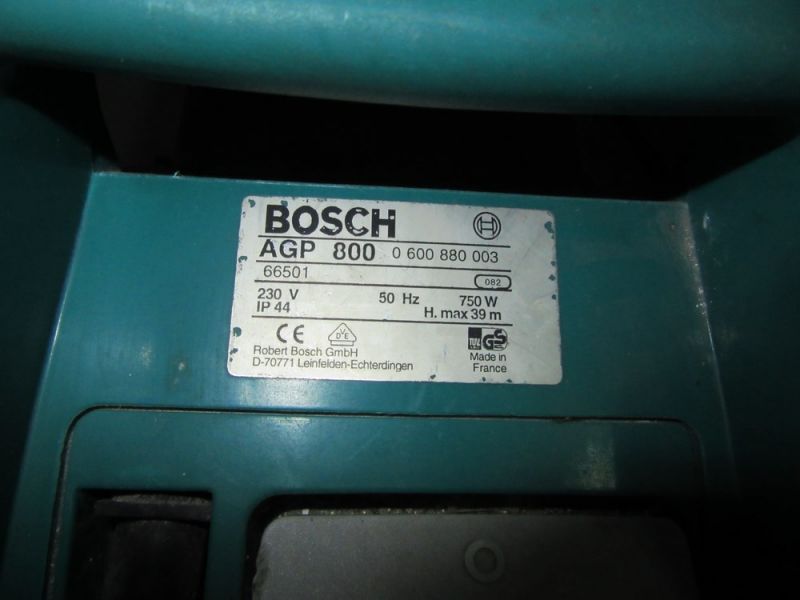 BOSCH
AGP 800 0 600 880 003
66501 082
230 V 50 Hz 750 W
IP 44 H. max 39 m
CE VDE GS
Robert Bosch GmbH Made in
D-70771 Leinfelden-Echterdingen France